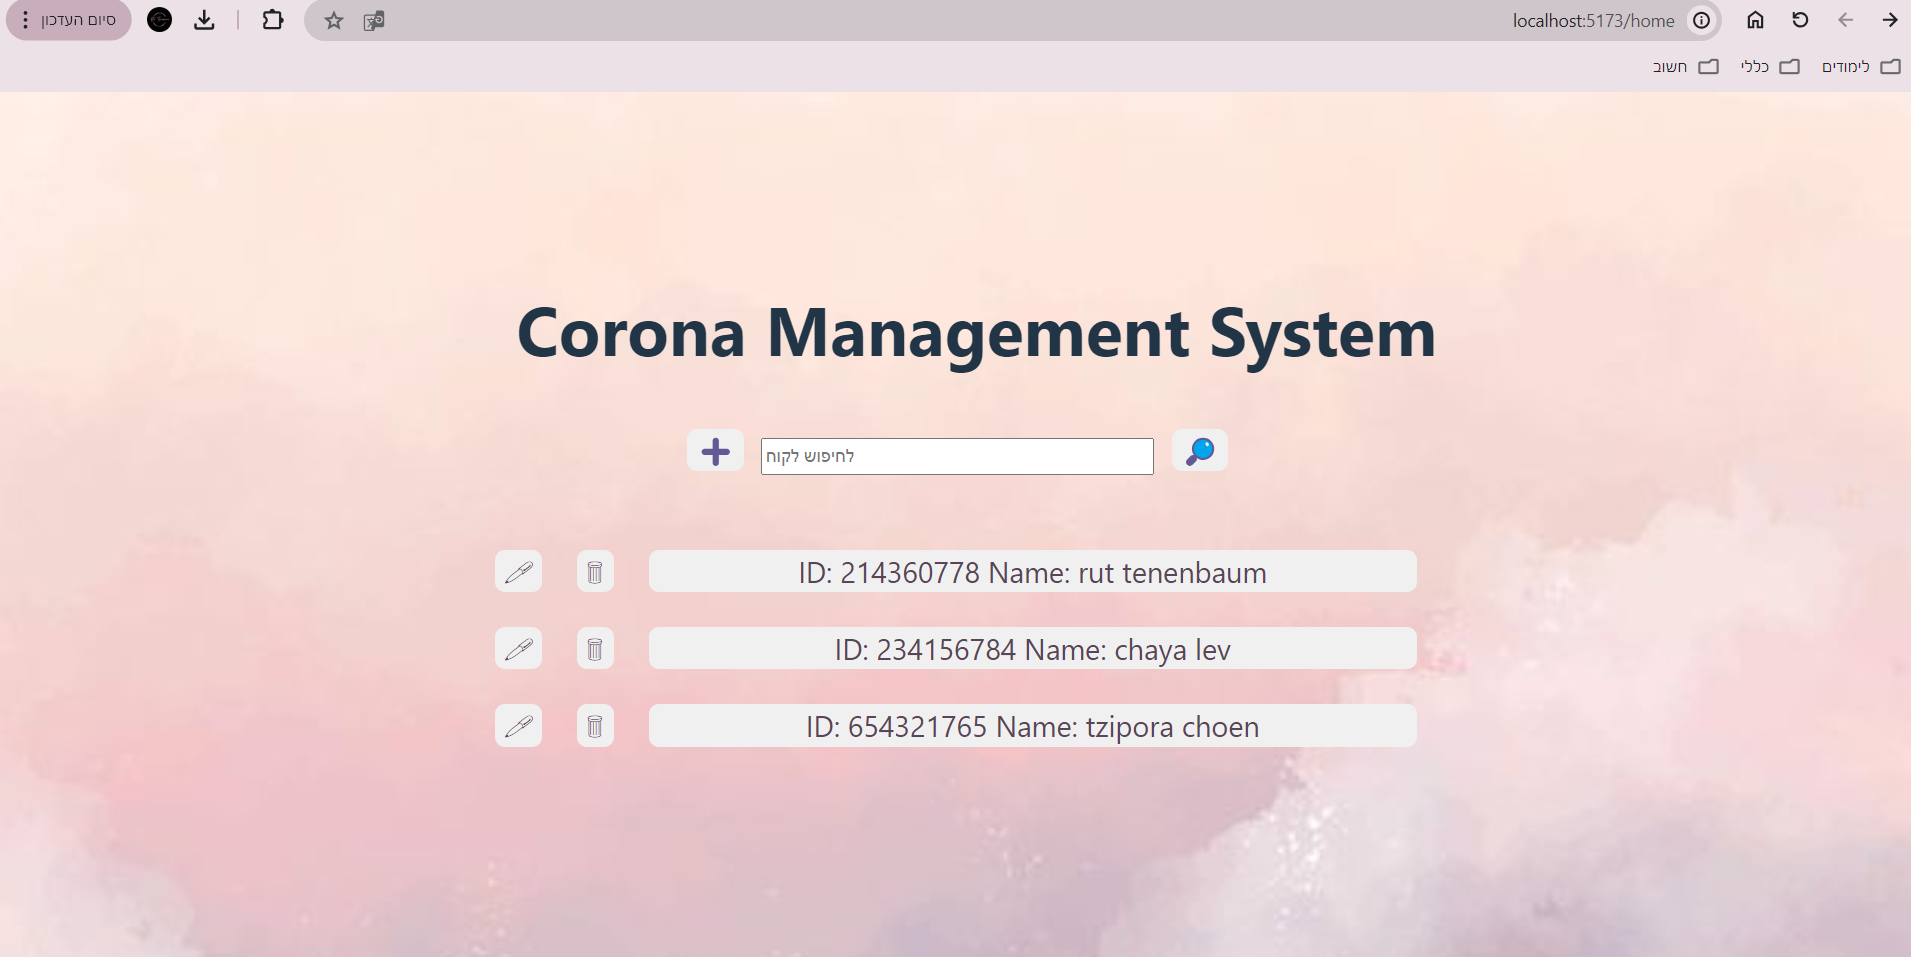 localhost:5173/home
סיום העדכון
לימודים
כללי
חשוב
Corona Management System
לחיפוש לקוח
ID: 214360778 Name: rut tenenbaum
ID: 234156784 Name: chaya lev
ID: 654321765 Name: tzipora choen